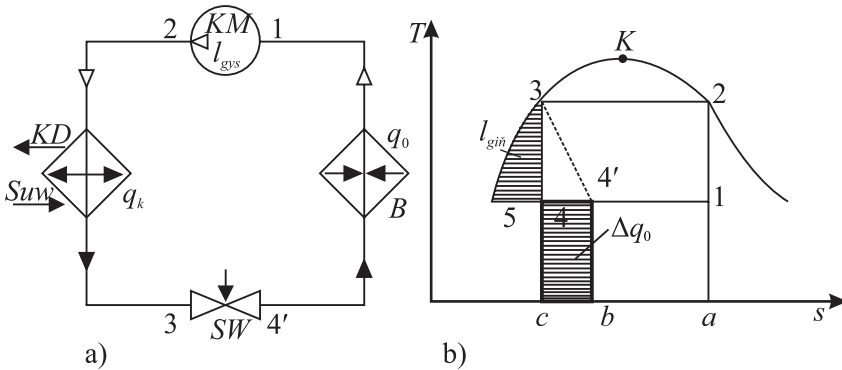 2 KM 1
l_gys
KD
q_k
Suw
q_0
B
3 SW 4′
a)
T
K
3
2
l_giň
4′
1
5
4
Δq_0
c b a s
b)